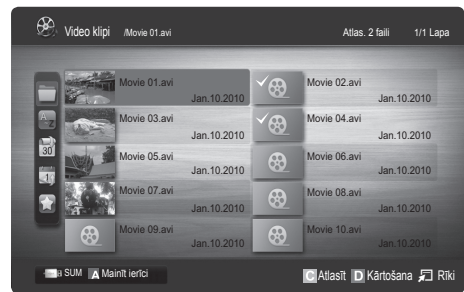 Video klipi /Movie 01.avi Atlas. 2 faili 1/1 Lapa
Movie 01.avi Movie 02.avi
Jan.10.2010 Jan.10.2010
Movie 03.avi Movie 04.avi
Jan.10.2010 Jan.10.2010
Movie 05.avi Movie 06.avi
Jan.10.2010 Jan.10.2010
Movie 07.avi Movie 08.avi
Jan.10.2010 Jan.10.2010
Movie 09.avi Movie 10.avi
Jan.10.2010 Jan.10.2010
a SUM A Mainīt ierīci C Atlasīt D Kārtošana Rīki